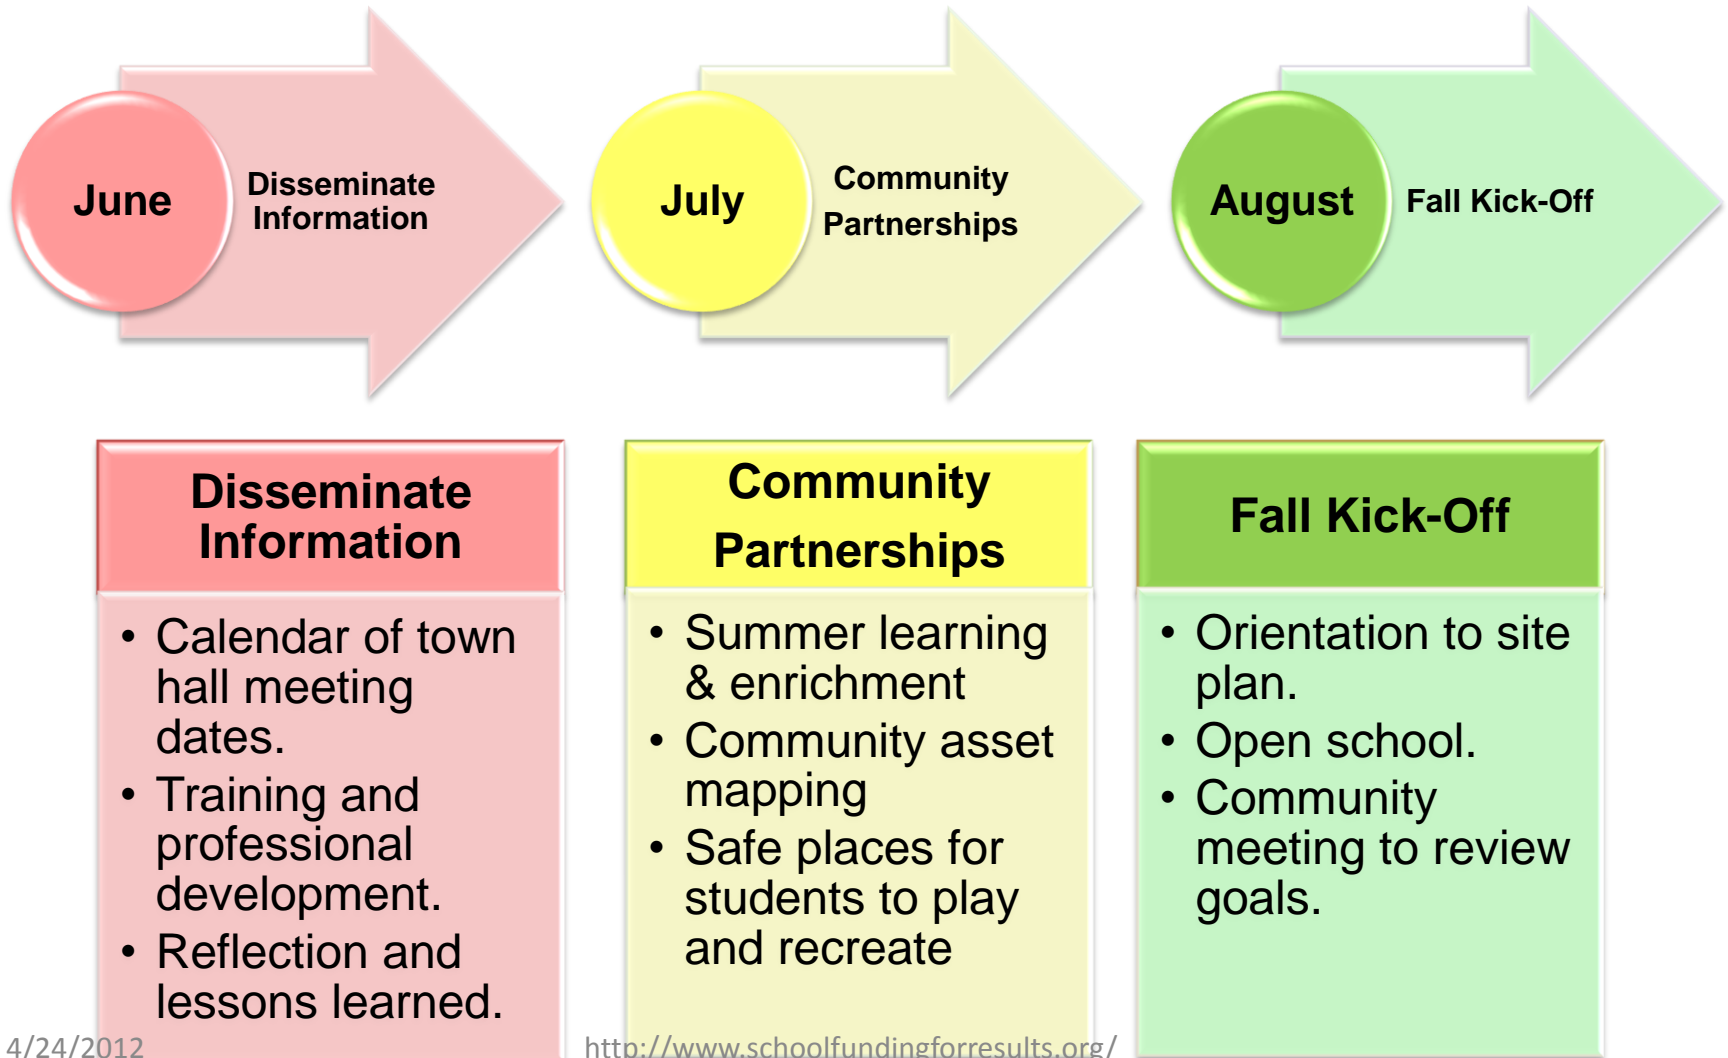 June
Disseminate
Information
July
Community
Partnerships
August
Fall Kick-Off
Disseminate
Information
• Calendar of town
hall meeting
dates.
• Training and
professional
development.
• Reflection and
lessons learned.
Community
Partnerships
• Summer learning
& enrichment
• Community asset
mapping
• Safe places for
students to play
and recreate
Fall Kick-Off
• Orientation to site
plan.
• Open school.
• Community
meeting to review
goals.
4/24/2012
http://www.schoolfundingforresults.org/